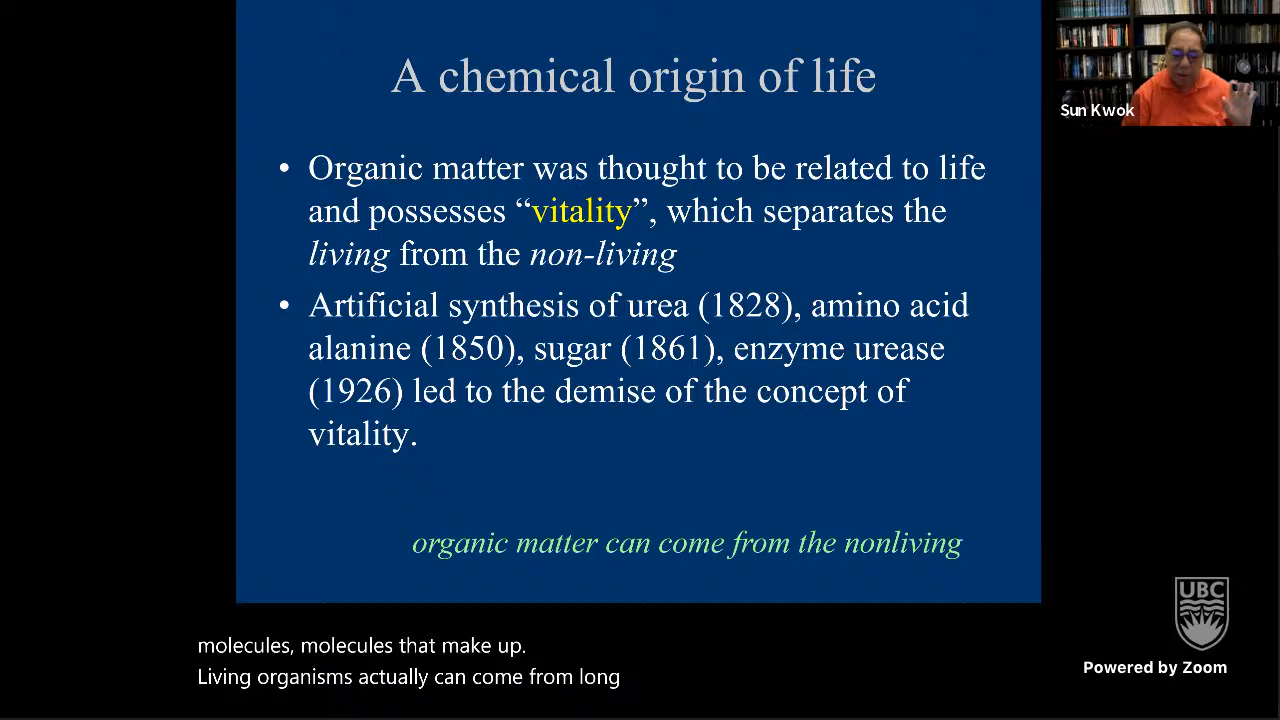 A chemical origin of life
• Organic matter was thought to be related to life
and possesses “vitality”, which separates the
living from the non-living
• Artificial synthesis of urea (1828), amino acid
alanine (1850), sugar (1861), enzyme urease
(1926) led to the demise of the concept of
vitality.
organic matter can come from the nonliving
Sun Kwok
molecules, molecules that make up.
Living organisms actually can come from long
UBC
Powered by Zoom